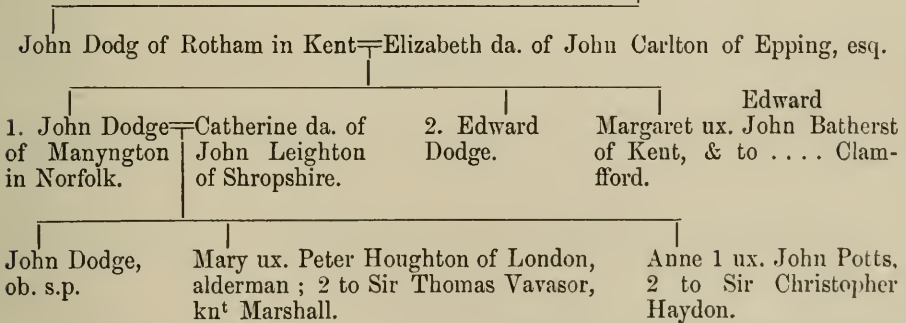 John Dodg of Rotham in Kent=Elizabeth da. of John Carlton of Epping, esq.
1. John Dodge=Catherine da. of
of Manyngton John Leighton
in Norfolk. of Shropshire.
2. Edward
Dodge.
Edward
Margaret ux. John Batherst
of Kent, & to .... Clam-
fford.
John Dodge,
ob. s.p.
Mary ux. Peter Houghton of London,
alderman ; 2 to Sir Thomas Vavasor,
knᵗ Marshall.
Anne 1 ux. John Potts,
2 to Sir Christopher
Haydon.